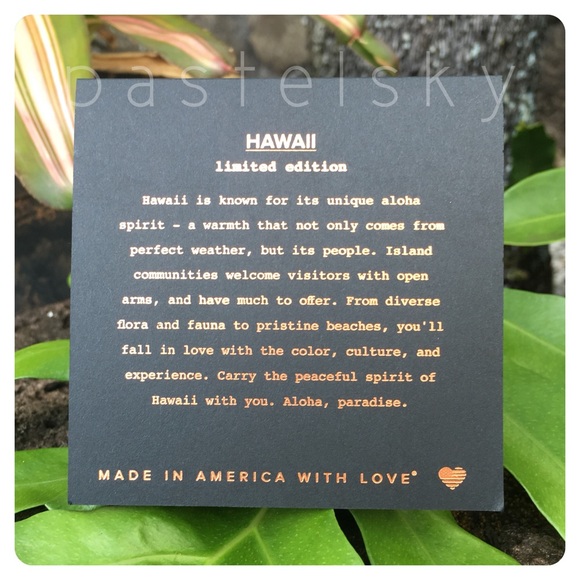 pastelsky
HAWAII
limited edition
Hawaii is known for its unique aloha
spirit – a warmth that not only comes from
perfect weather, but its people. Island
communities welcome visitors with open
arms, and have much to offer. From diverse
flora and fauna to pristine beaches, you'll
fall in love with the color, culture, and
experience. Carry the peaceful spirit of
Hawaii with you. Aloha, paradise.
MADE IN AMERICA WITH LOVE®